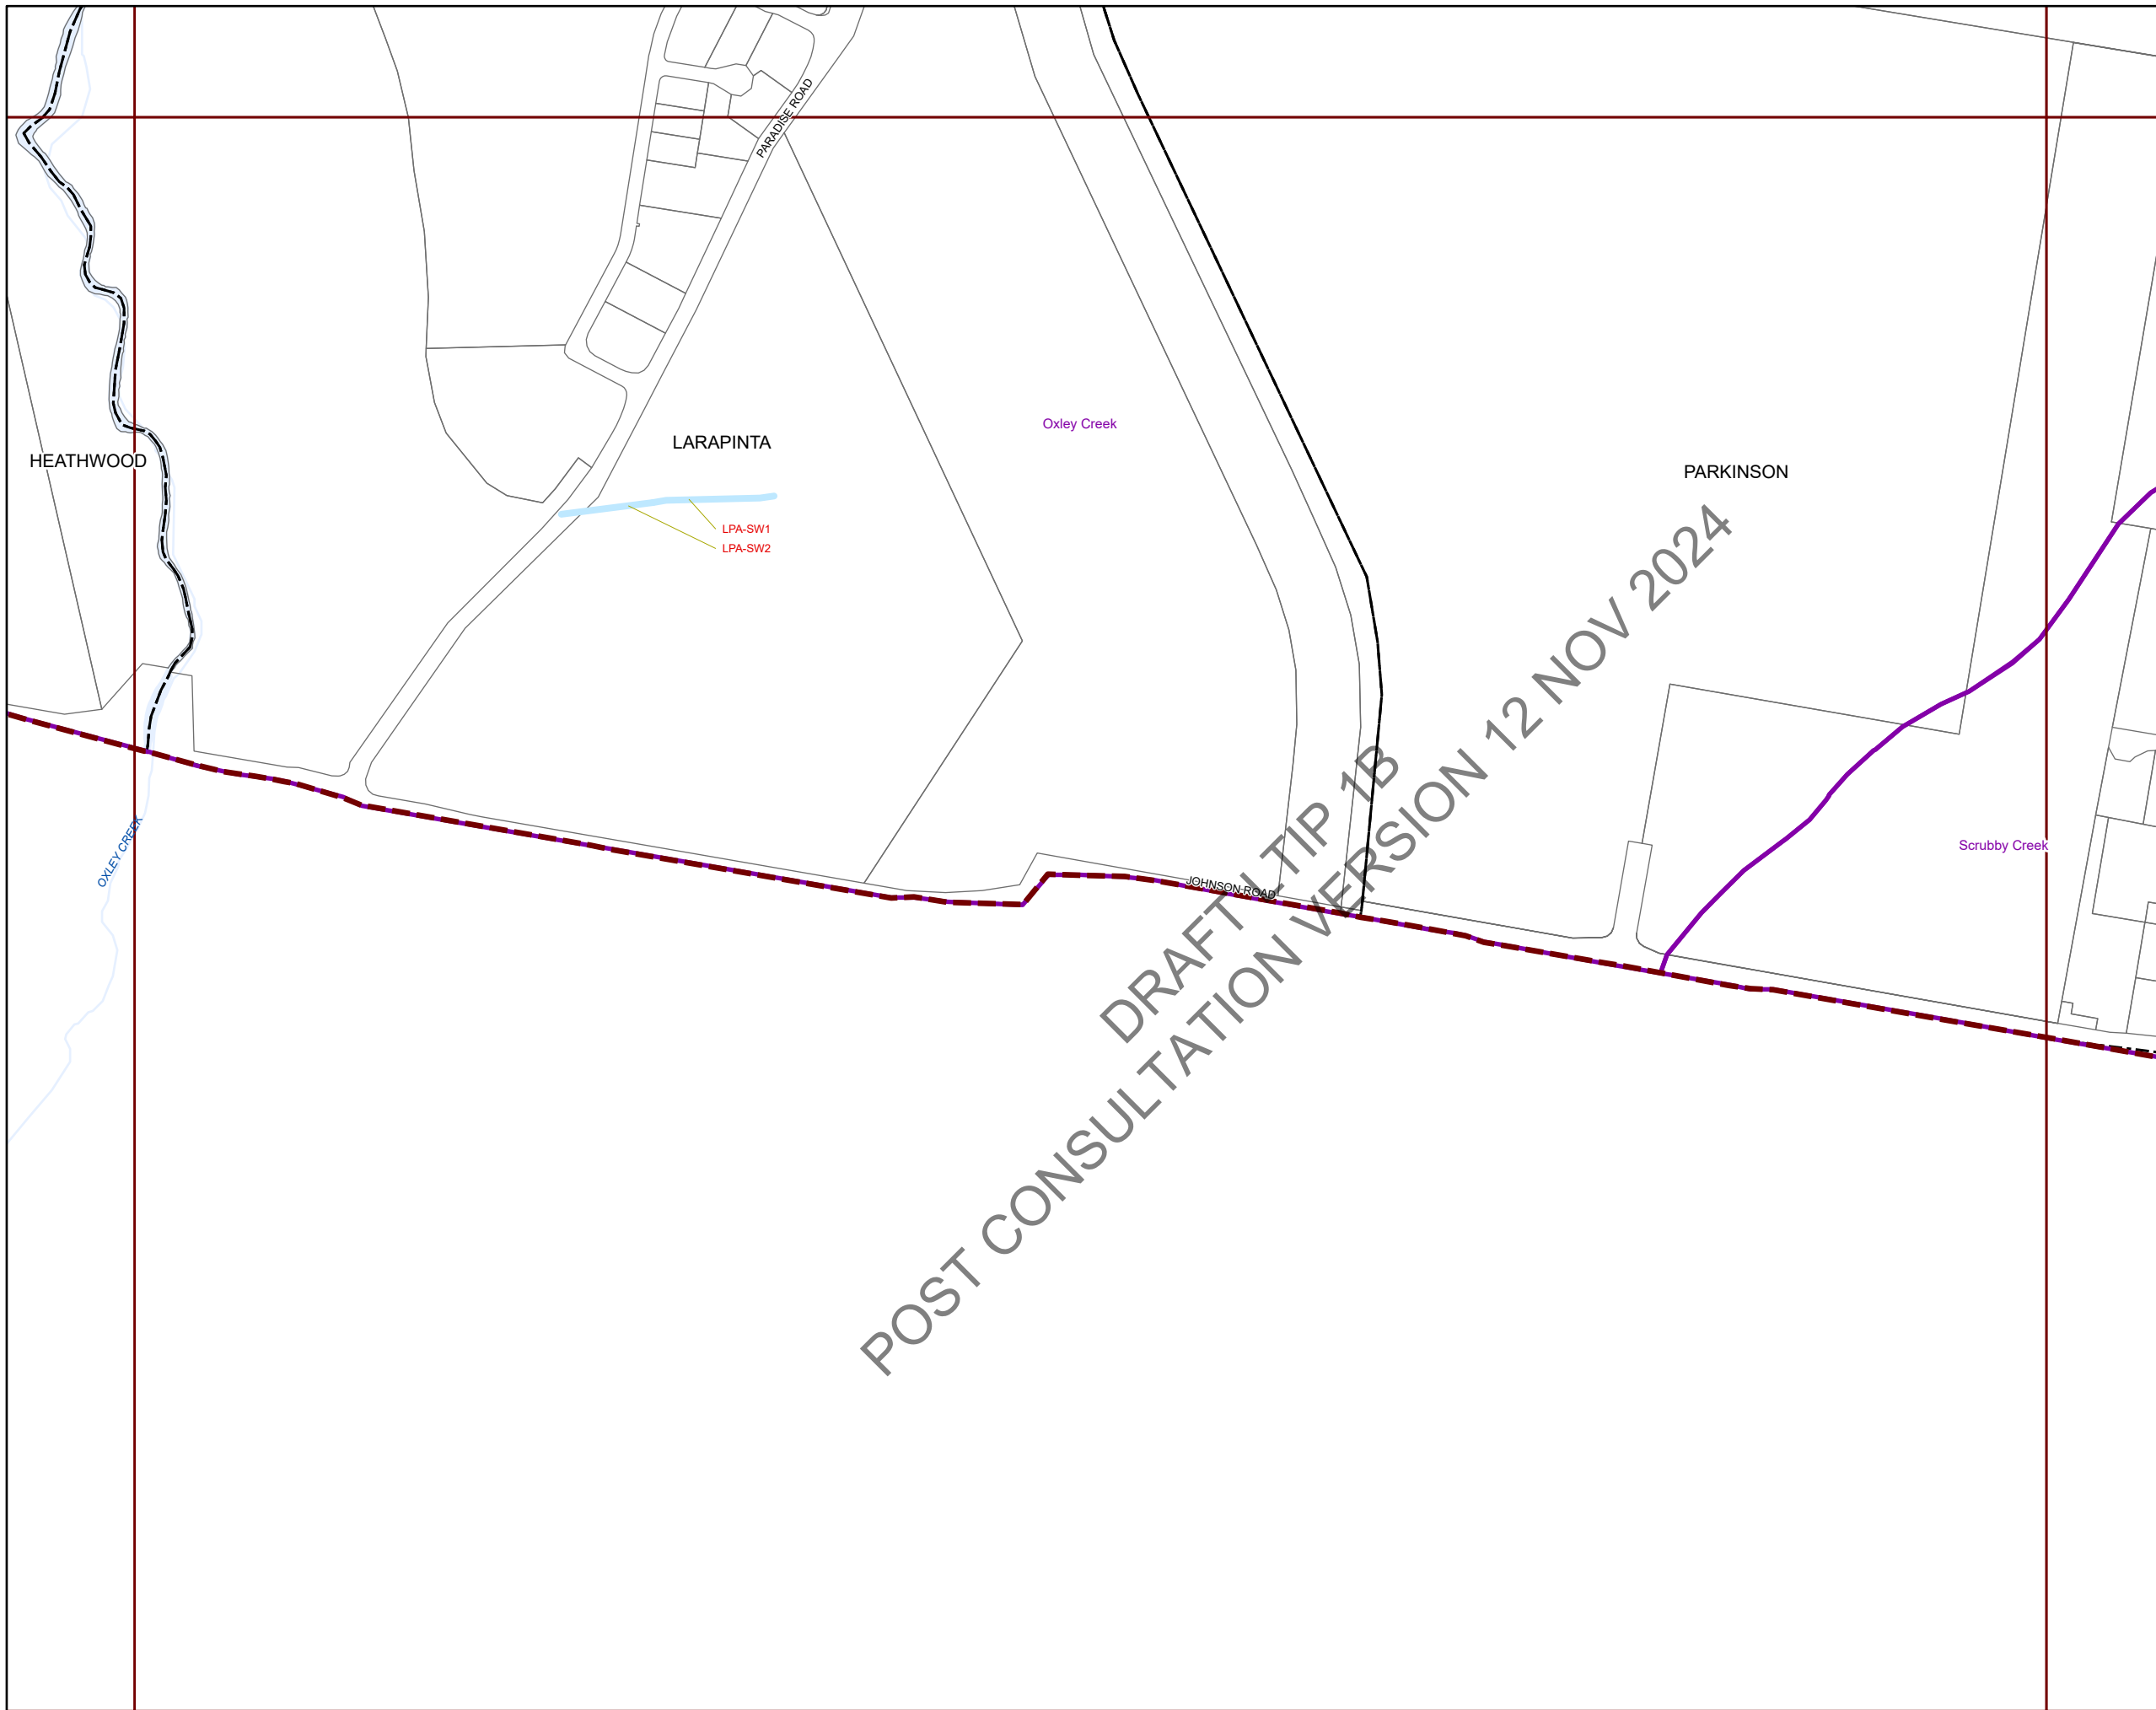 PARADISE ROAD
Oxley Creek
LARAPINTA
HEATHWOOD
PARKINSON
LPA-SW1
LPA-SW2
OXLEY CREEK
Scrubby Creek
JOHNSON ROAD
DRAFT LTIP 1B
POST CONSULTATION VERSION 12 NOV 2024